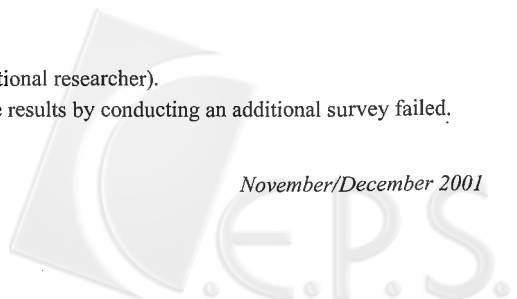 tional researcher).
results by conducting an additional survey failed.
November/December 2001
C.E.P.S.